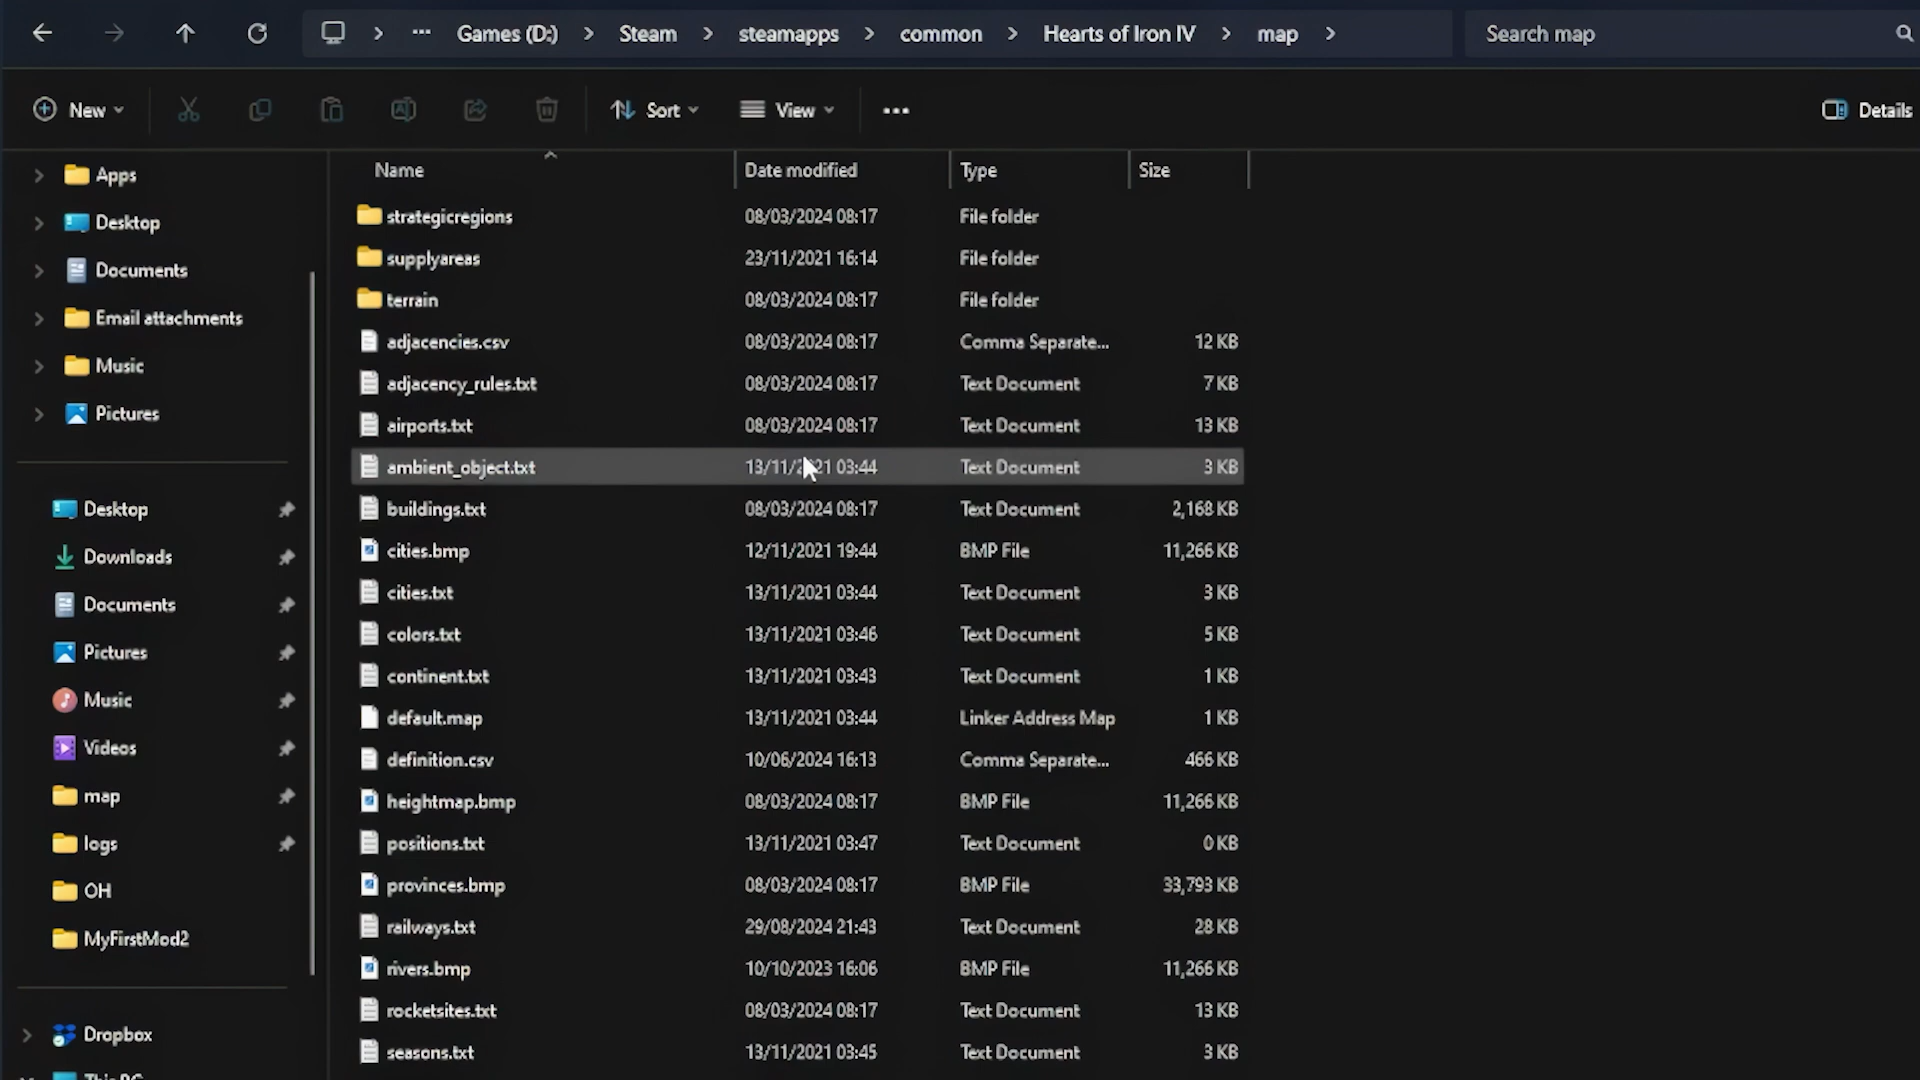 Games (D:) Steam steamapps common Hearts of Iron IV map Search map
New Sort View Details
Apps
Desktop
Documents
Email attachments
Music
Pictures
Desktop
Downloads
Documents
Pictures
Music
Videos
map
logs
OH
MyFirstMod2
Dropbox
Name Date modified Type Size
strategicregions 08/03/2024 08:17 File folder
supplyareas 23/11/2021 16:14 File folder
terrain 08/03/2024 08:17 File folder
adjacencies.csv 08/03/2024 08:17 Comma Separate... 12 KB
adjacency_rules.txt 08/03/2024 08:17 Text Document 7 KB
airports.txt 08/03/2024 08:17 Text Document 13 KB
ambient_object.txt 13/11/2021 03:44 Text Document 3 KB
buildings.txt 08/03/2024 08:17 Text Document 2,168 KB
cities.bmp 12/11/2021 19:44 BMP File 11,266 KB
cities.txt 13/11/2021 03:44 Text Document 3 KB
colors.txt 13/11/2021 03:46 Text Document 5 KB
continent.txt 13/11/2021 03:43 Text Document 1 KB
default.map 13/11/2021 03:44 Linker Address Map 1 KB
definition.csv 10/06/2024 16:13 Comma Separate... 466 KB
heightmap.bmp 08/03/2024 08:17 BMP File 11,266 KB
positions.txt 13/11/2021 03:47 Text Document 0 KB
provinces.bmp 08/03/2024 08:17 BMP File 33,793 KB
railways.txt 29/08/2024 21:43 Text Document 28 KB
rivers.bmp 10/10/2023 16:06 BMP File 11,266 KB
rocketsites.txt 08/03/2024 08:17 Text Document 13 KB
seasons.txt 13/11/2021 03:45 Text Document 3 KB